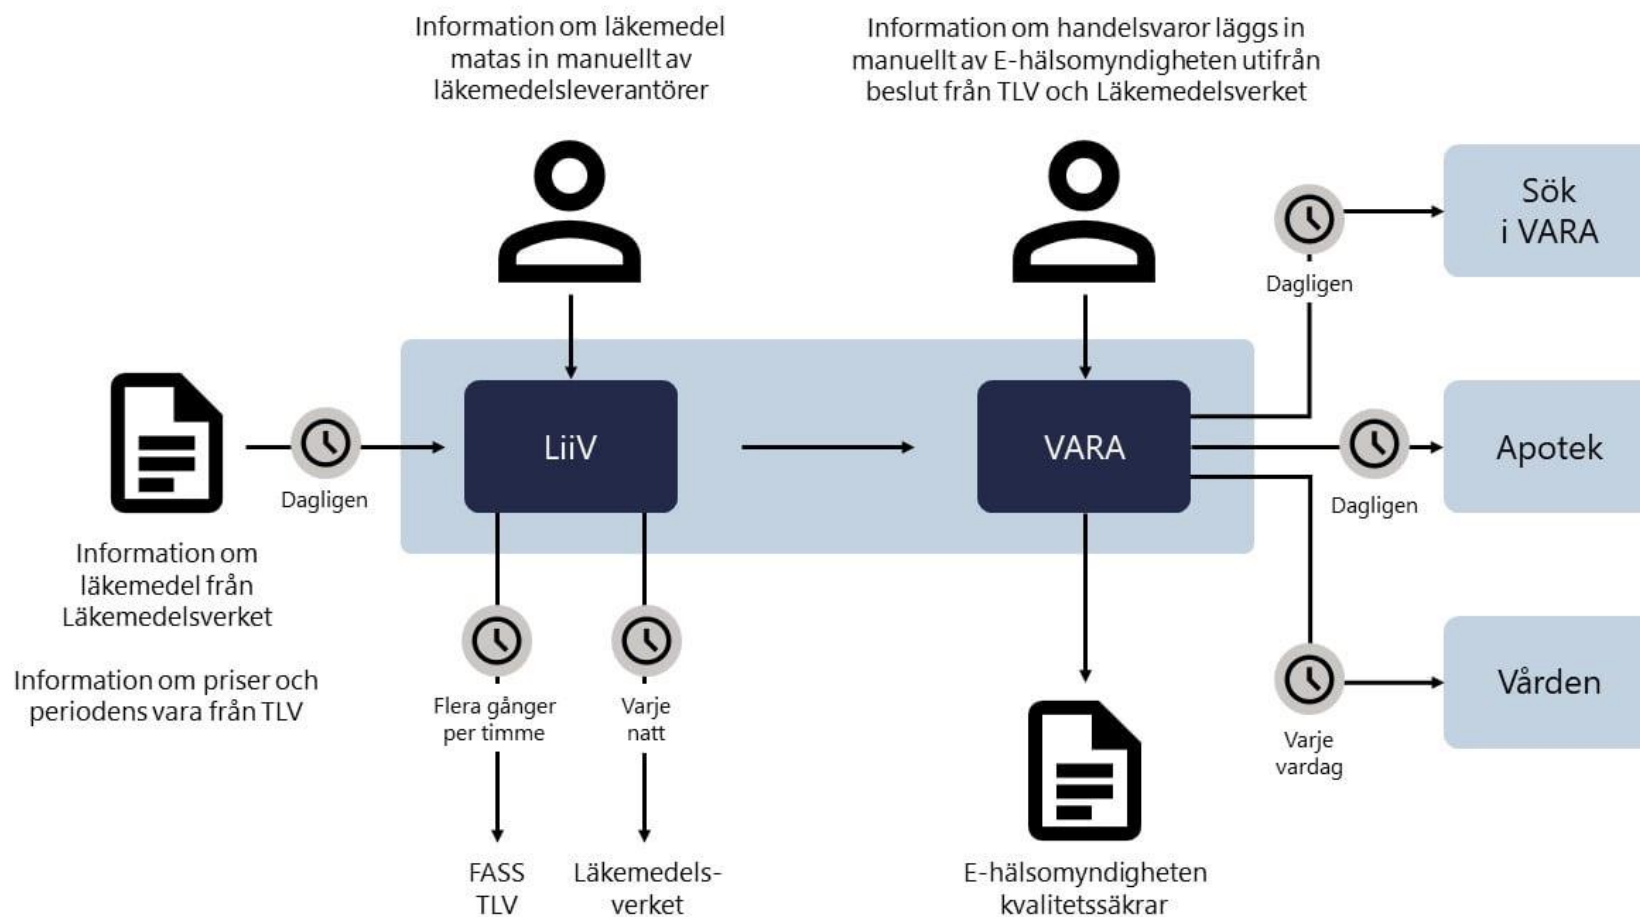 Information om läkemedel
matas in manuellt av
läkemedelsleverantörer
Information om handelsvaror läggs in
manuellt av E-hälsomyndigheten utifrån
beslut från TLV och Läkemedelsverket
Sök
i VARA
Dagligen
LiiV
VARA
Apotek
Dagligen
Dagligen
Information om
läkemedel från
Läkemedelsverket
Information om priser och
periodens vara från TLV
Flera gånger
per timme
Varje
natt
Vården
Varje
vardag
FASS
TLV
Läkemedels-
verket
E-hälsomyndigheten
kvalitetssäkrar